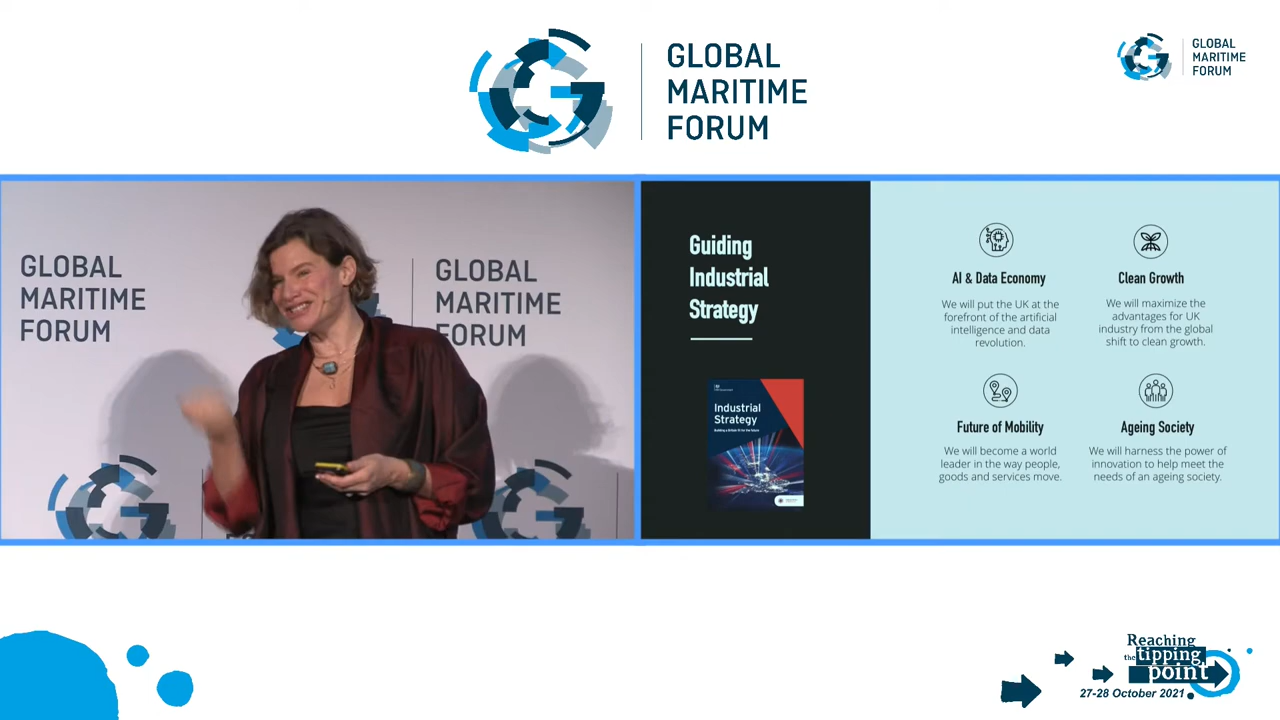 GLOBAL
MARITIME
FORUM
GLOBAL
MARITIME
FORUM
GLOBAL
MARITIME
FORUM
GLOBAL
MARITIME
FORUM
Guiding
Industrial
Strategy
Industrial
Strategy
AI & Data Economy
We will put the UK at the
forefront of the artificial
intelligence and data
revolution.
Clean Growth
We will maximize the
advantages for UK
industry from the global
shift to clean growth.
Future of Mobility
We will become a world
leader in the way people,
goods and services move.
Ageing Society
We will harness the power of
innovation to help meet the
needs of an ageing society.
Reaching
the tipping
point
27-28 October 2021